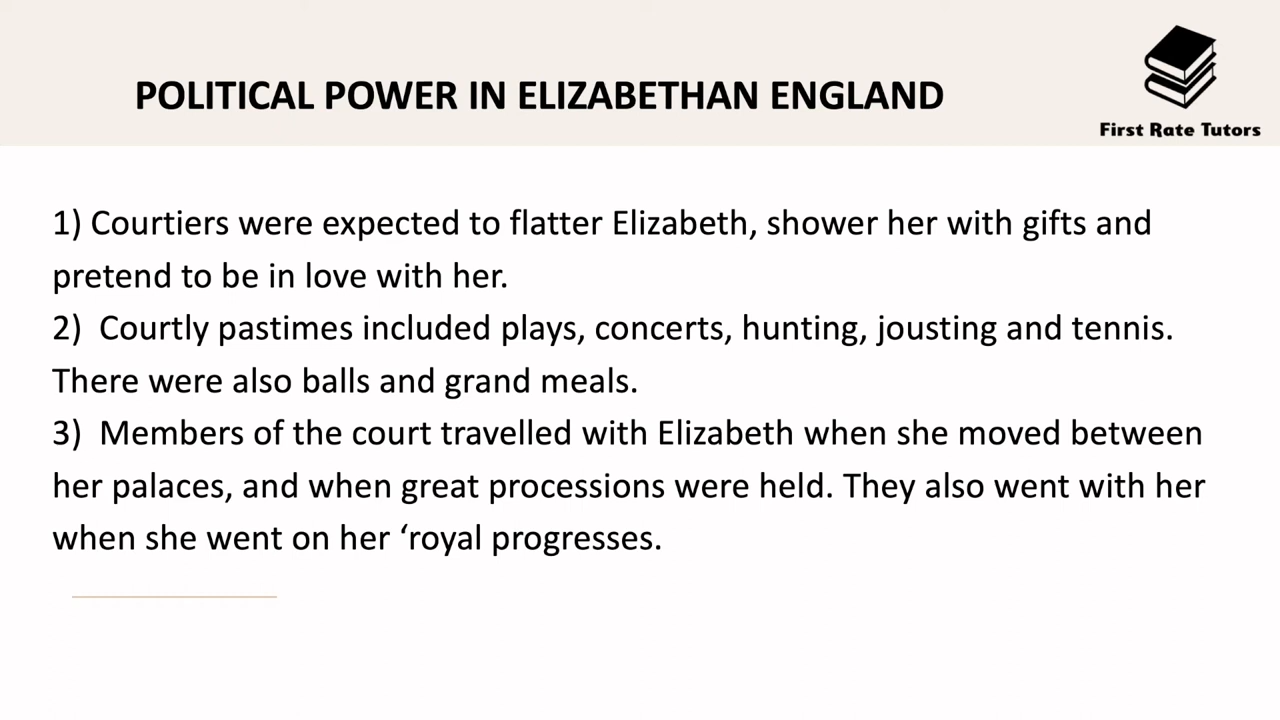 POLITICAL POWER IN ELIZABETHAN ENGLAND
First Rate Tutors
1) Courtiers were expected to flatter Elizabeth, shower her with gifts and
pretend to be in love with her.
2)  Courtly pastimes included plays, concerts, hunting, jousting and tennis.
There were also balls and grand meals.
3)  Members of the court travelled with Elizabeth when she moved between
her palaces, and when great processions were held. They also went with her
when she went on her ‘royal progresses.